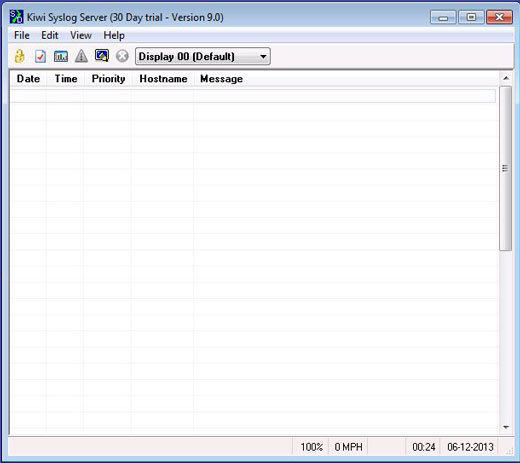 Kiwi Syslog Server (30 Day trial - Version 9.0)
File Edit View Help
Display 00 (Default)
Date Time Priority Hostname Message
100% 0 MPH 00:24 06-12-2013